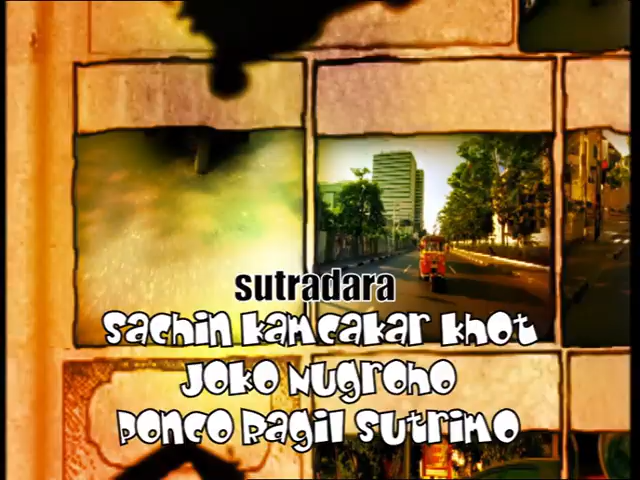 sutradara
sachin kamcakar khot
Joko Nugroho
Ponco Ragil Sutrimo